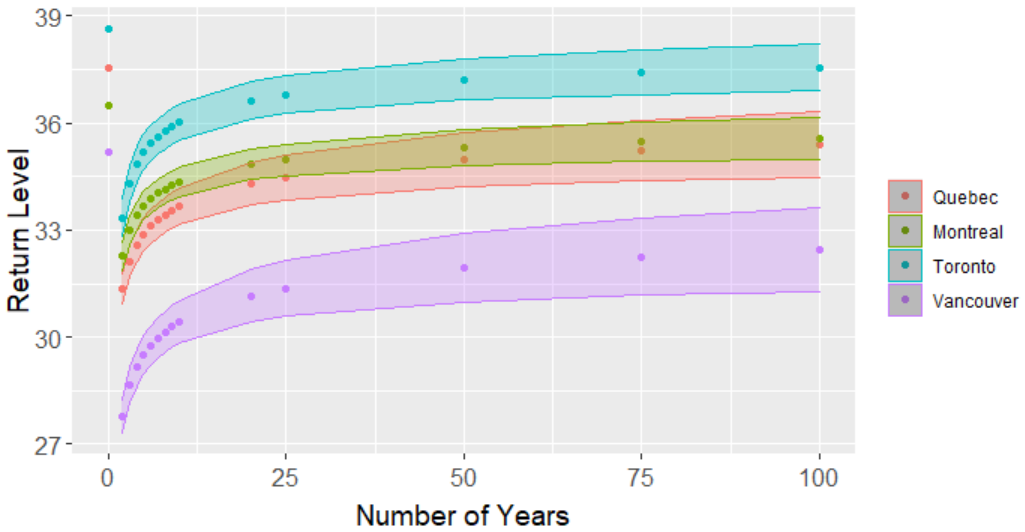 39
36
33
30
27
Return Level
0
25
50
75
100
Number of Years
Quebec
Montreal
Toronto
Vancouver